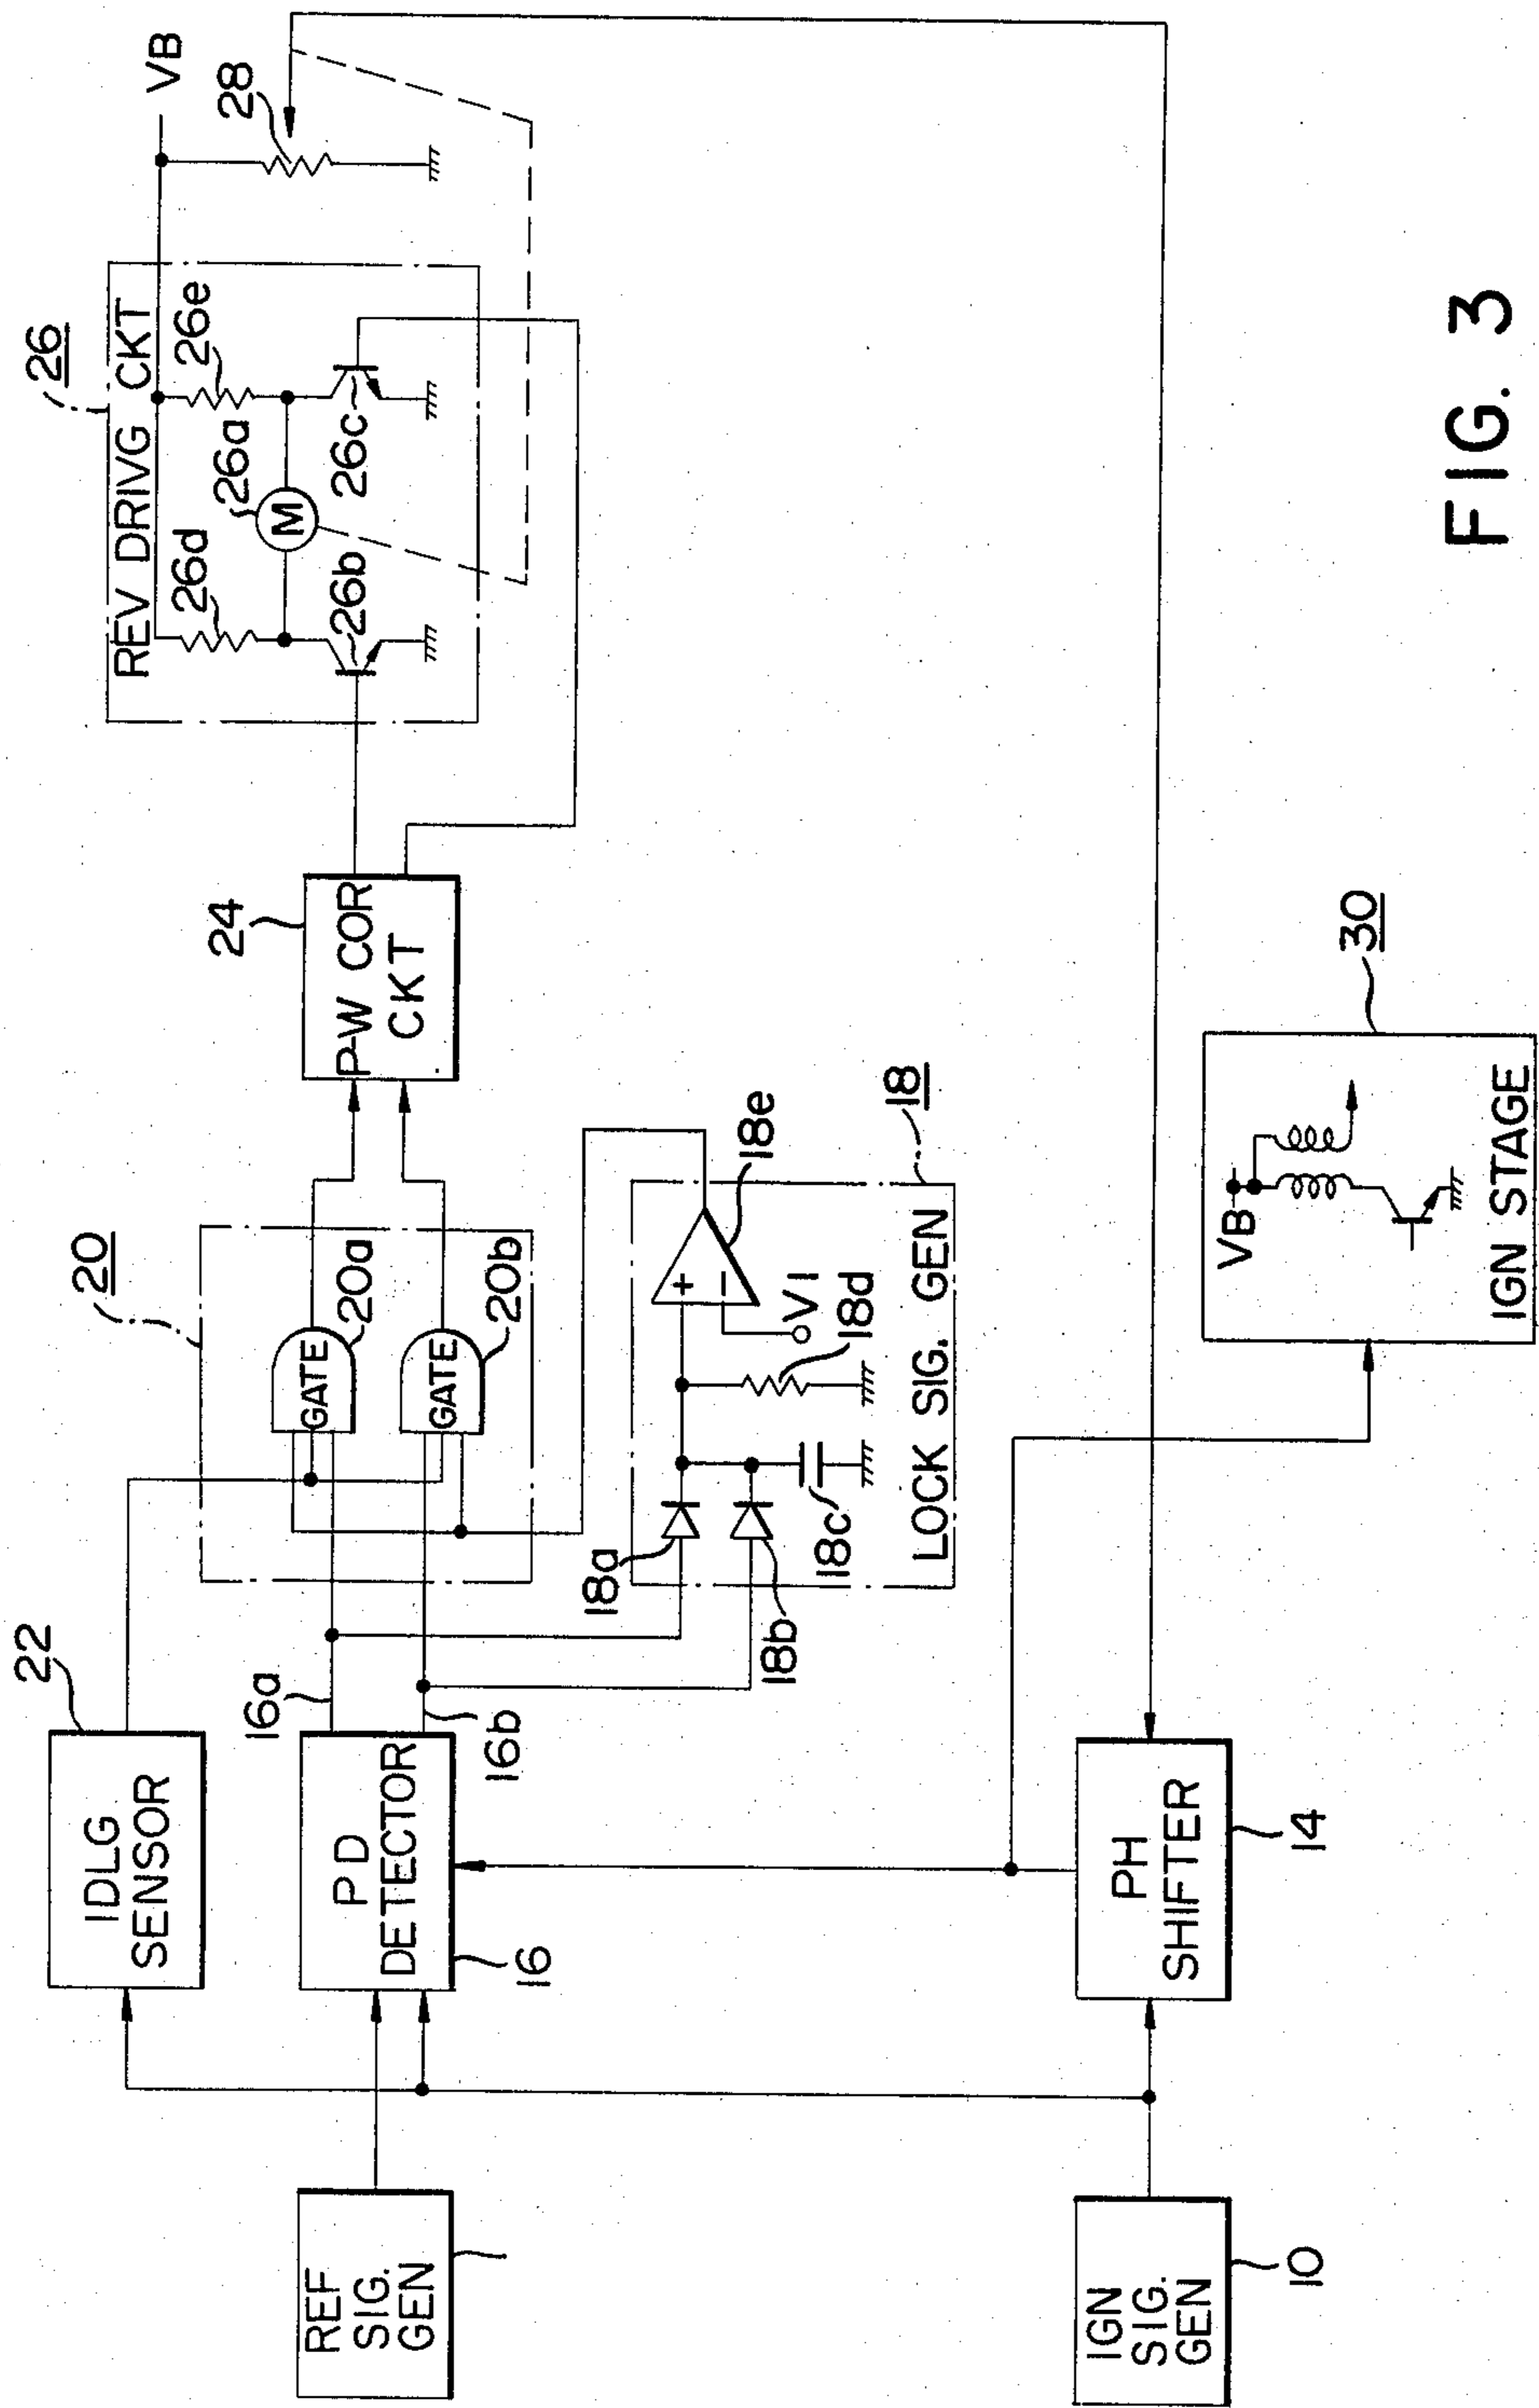 REF
SIG.
GEN
IGN
SIG.
GEN
10
IDLG
SENSOR
22
PD
DETECTOR
16
16a
16b
PH
SHIFTER
14
20
GATE
20a
GATE
20b
18
18a
18b
18c
18d
18e
+
−
V1
LOCK SIG. GEN
P-W COR
CKT
24
26
REV DRIVG CKT
26d
26e
26a
M
26b
26c
VB
28
30
VB
IGN STAGE
FIG. 3